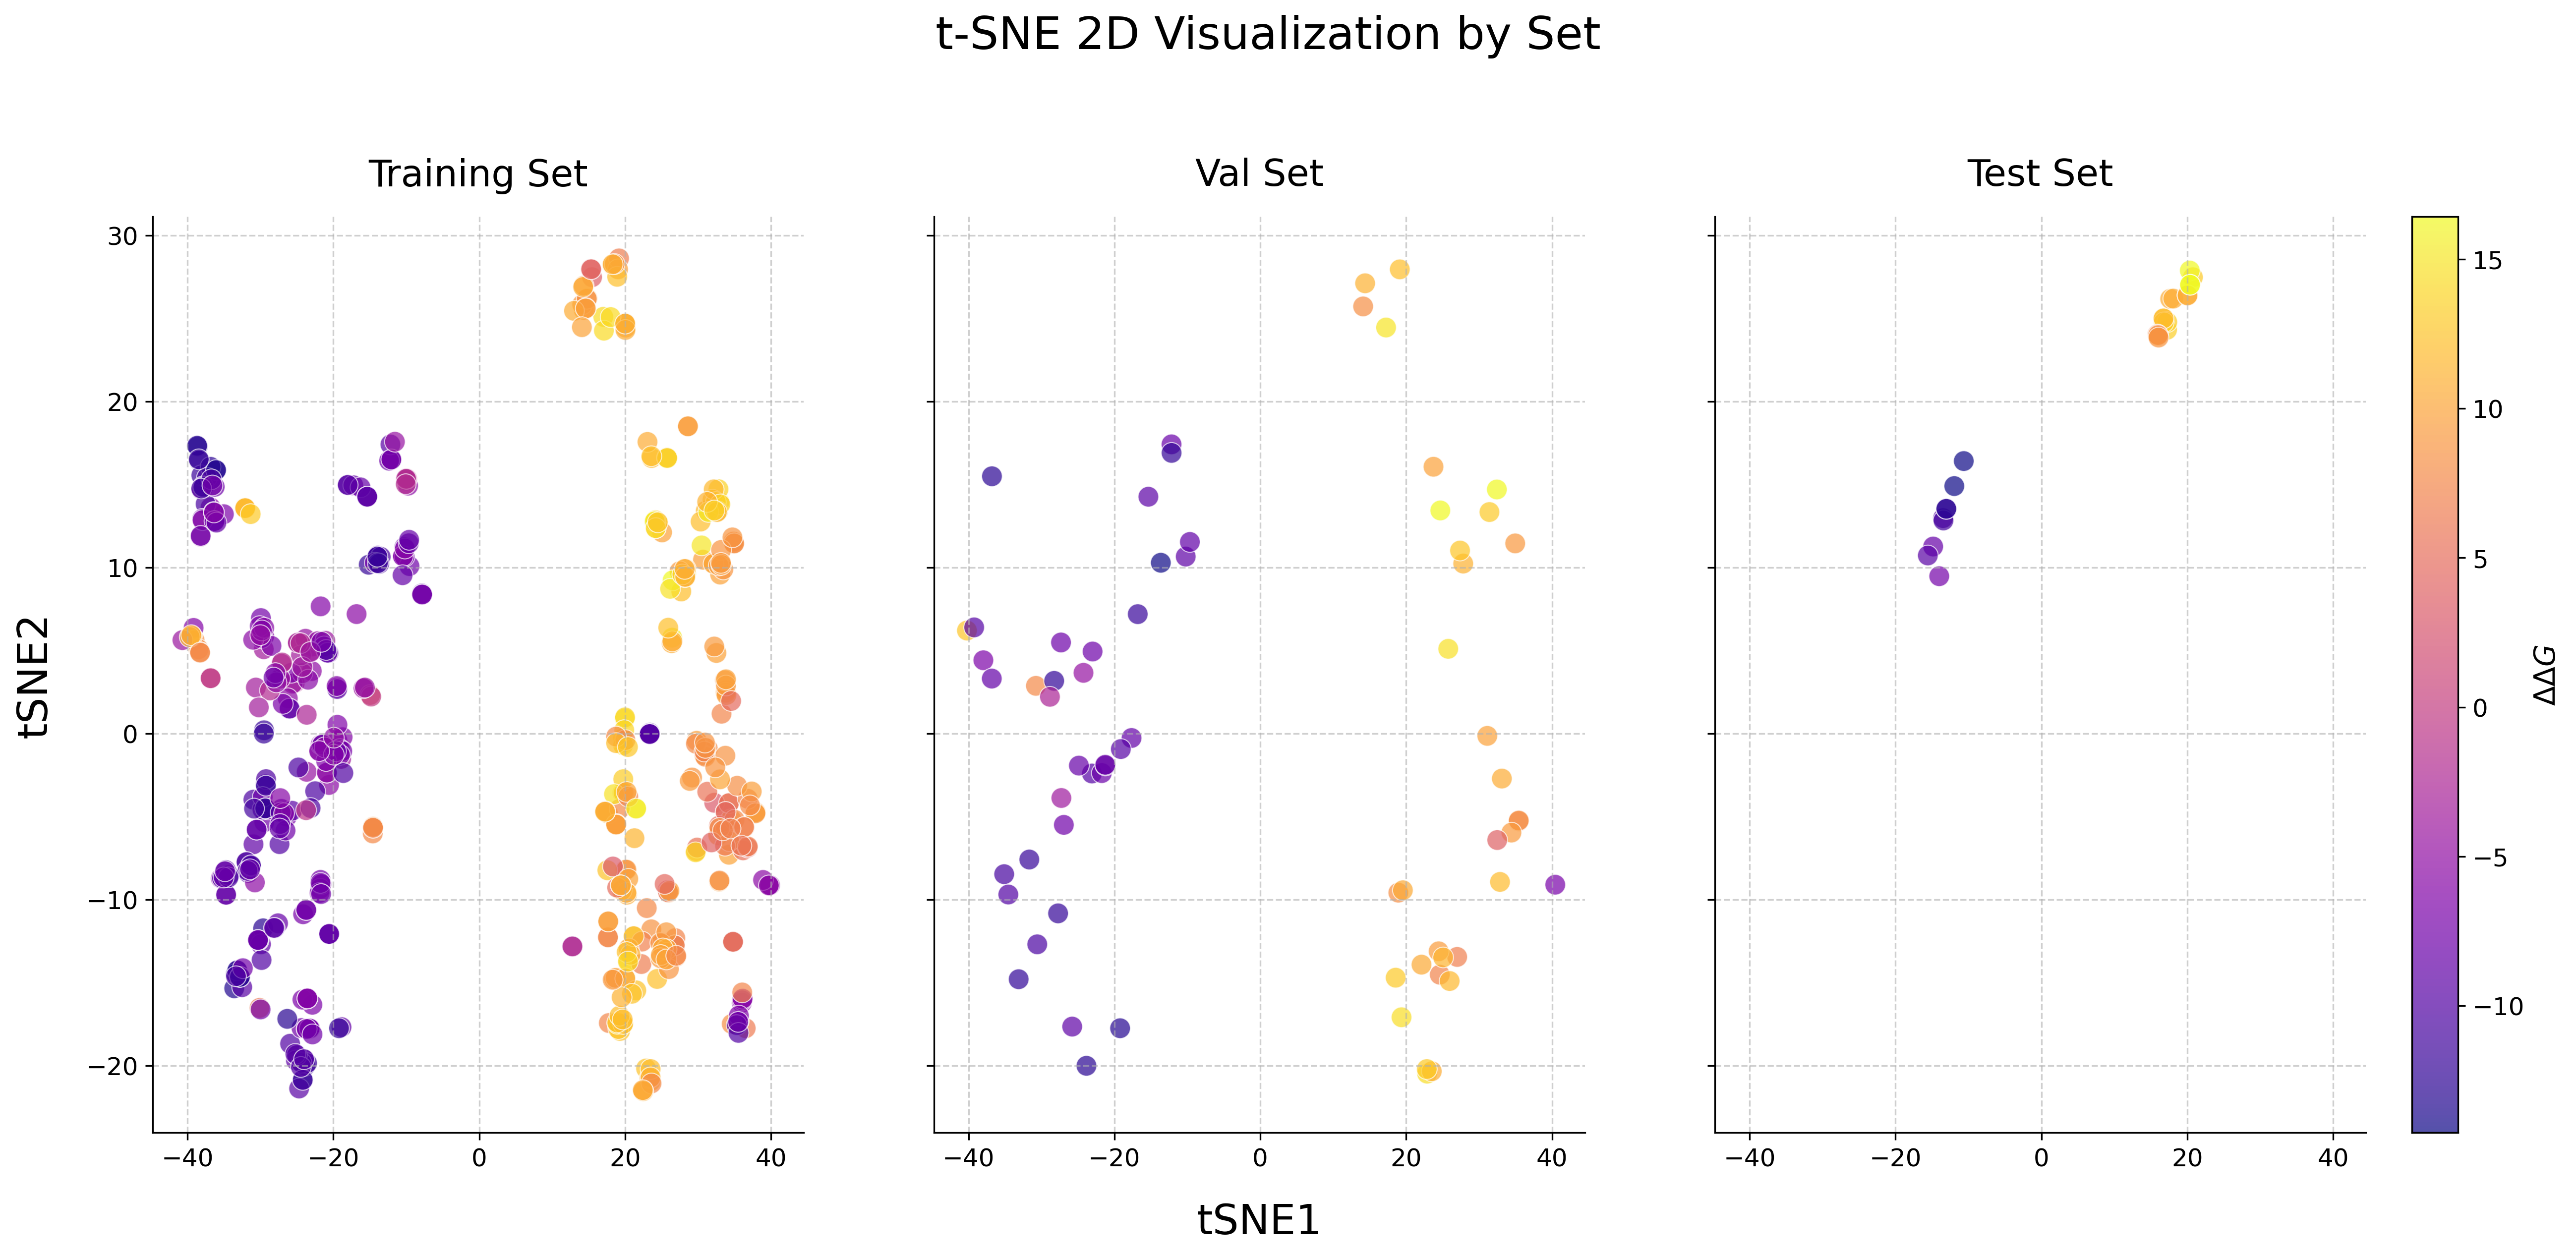 t-SNE 2D Visualization by Set
Training Set
Val Set
Test Set
30
20
10
0
−10
−20
tSNE2
−40 −20 0 20 40
−40 −20 0 20 40
−40 −20 0 20 40
tSNE1
15
10
5
0
−5
−10
ΔΔG